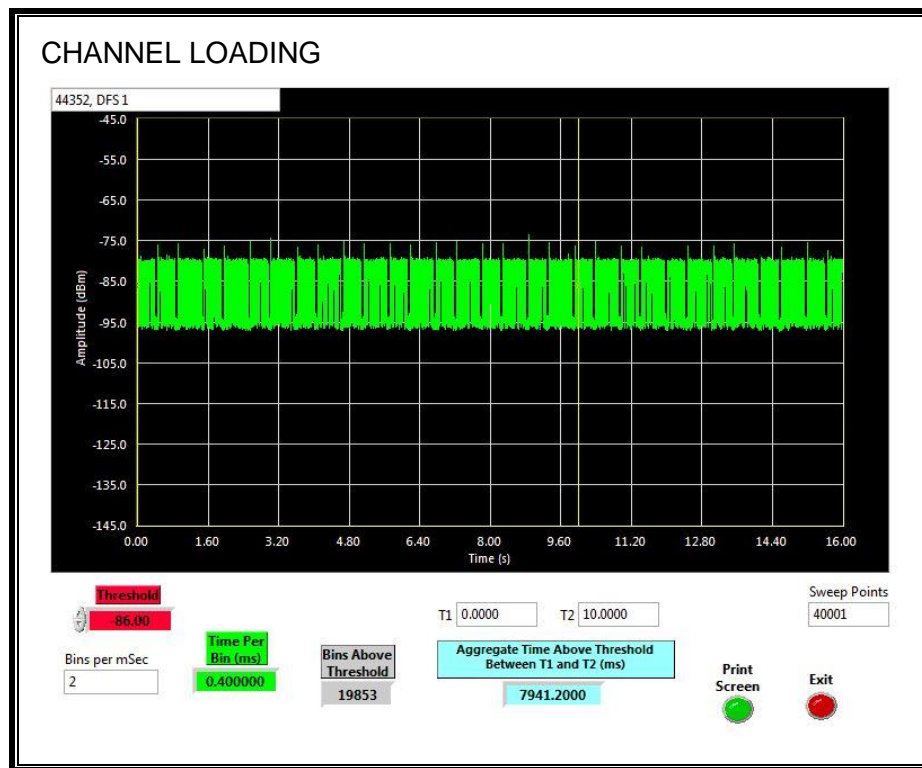 CHANNEL LOADING
44352, DFS 1
-45.0
-55.0
-65.0
-75.0
-85.0
-95.0
-105.0
-115.0
-125.0
-135.0
-145.0
Amplitude (dBm)
0.00 1.60 3.20 4.80 6.40 8.00 9.60 11.20 12.80 14.40 16.00
Time (s)
Threshold
-86.00
Bins per mSec
2
Time Per
Bin (ms)
0.400000
Bins Above
Threshold
19853
T1 0.0000 T2 10.0000
Aggregate Time Above Threshold
Between T1 and T2 (ms)
7941.2000
Sweep Points
40001
Print
Screen
Exit